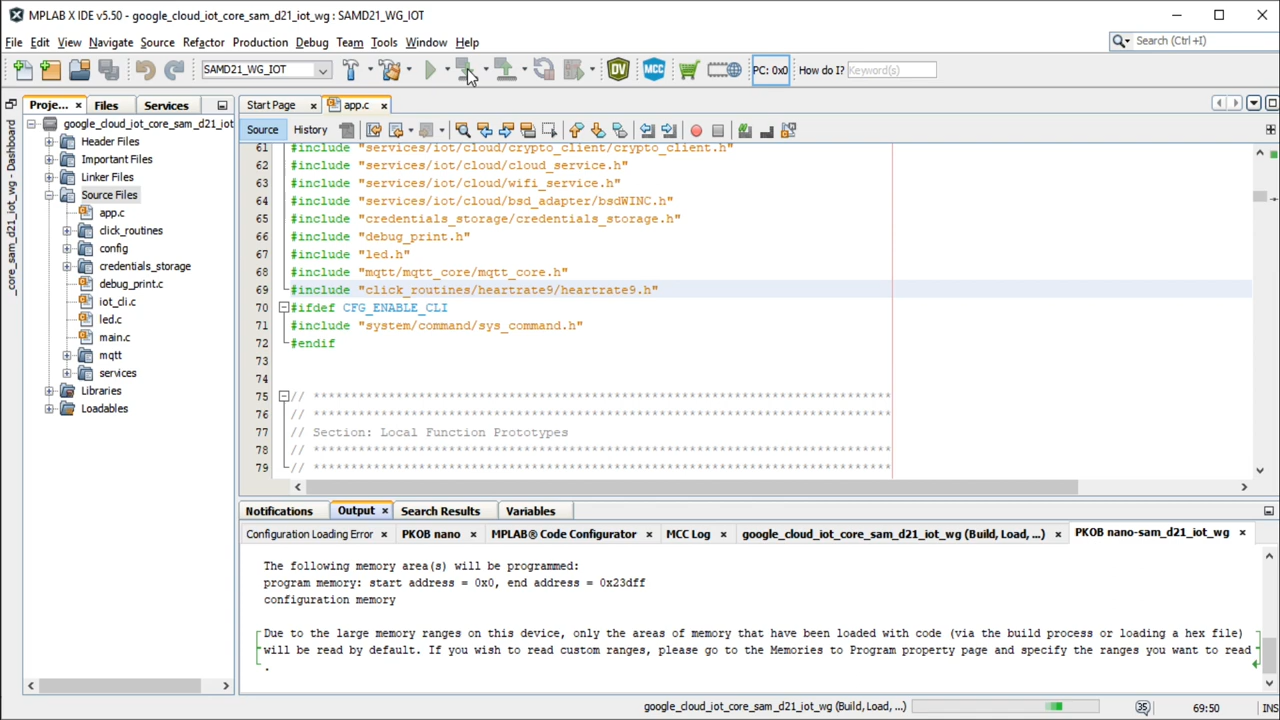 MPLAB X IDE v5.50 - google_cloud_iot_core_sam_d21_iot_wg : SAMD21_WG_IOT
File Edit View Navigate Source Refactor Production Debug Team Tools Window Help
Search (Ctrl+I)
SAMD21_WG_IOT
DV
MCC
PC: 0x0
How do I? Keyword(s)
Proje... × Files Services
Start Page × app.c ×
Source History
google_cloud_iot_core_sam_d21_iot
Header Files
Important Files
Linker Files
Source Files
app.c
click_routines
config
credentials_storage
debug_print.c
iot_cli.c
led.c
main.c
mqtt
services
Libraries
Loadables
_core_sam_d21_iot_wg - Dashboard
61 #include "services/iot/cloud/crypto_client/crypto_client.h"
62 #include "services/iot/cloud/cloud_service.h"
63 #include "services/iot/cloud/wifi_service.h"
64 #include "services/iot/cloud/bsd_adapter/bsdWINC.h"
65 #include "credentials_storage/credentials_storage.h"
66 #include "debug_print.h"
67 #include "led.h"
68 #include "mqtt/mqtt_core/mqtt_core.h"
69 #include "click_routines/heartrate9/heartrate9.h"
70 #ifdef CFG_ENABLE_CLI
71 #include "system/command/sys_command.h"
72 #endif
73
74
75 // *****************************************************************************
76 // *****************************************************************************
77 // Section: Local Function Prototypes
78 // *****************************************************************************
79 // *****************************************************************************
Notifications Output × Search Results Variables
Configuration Loading Error × PKOB nano × MPLAB® Code Configurator × MCC Log × google_cloud_iot_core_sam_d21_iot_wg (Build, Load, ...) × PKOB nano-sam_d21_iot_wg ×
The following memory area(s) will be programmed:
program memory: start address = 0x0, end address = 0x23dff
configuration memory
Due to the large memory ranges on this device, only the areas of memory that have been loaded with code (via the build process or loading a hex file)
will be read by default. If you wish to read custom ranges, please go to the Memories to Program property page and specify the ranges you want to read
.
google_cloud_iot_core_sam_d21_iot_wg (Build, Load, ...) 35 69:50 INS